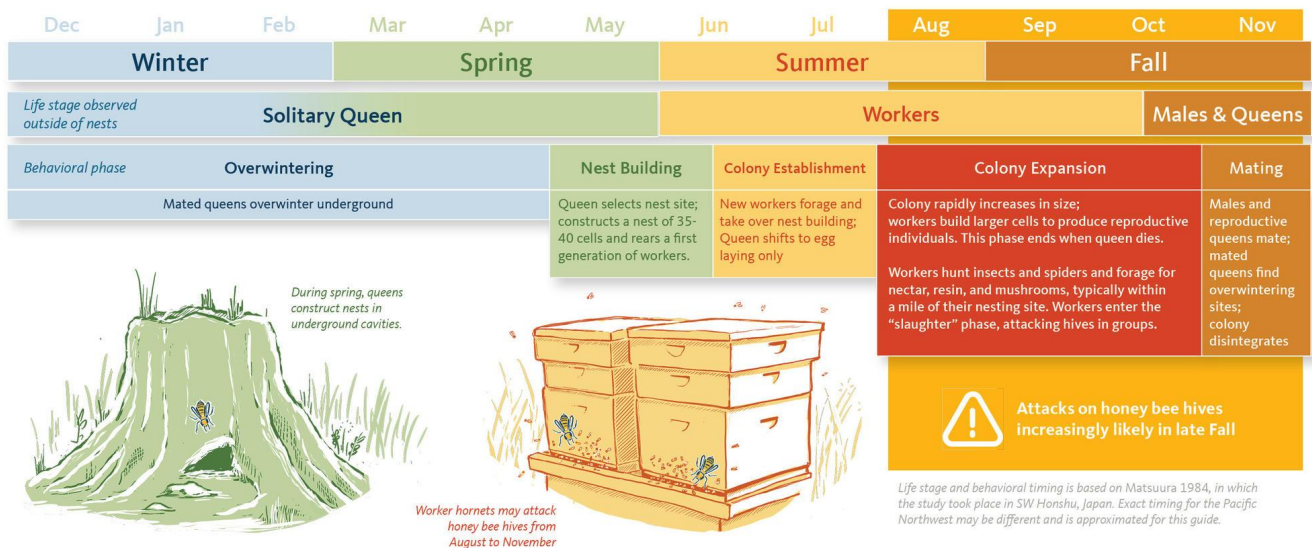 Dec Jan Feb Mar Apr May Jun Jul Aug Sep Oct Nov
Winter Spring Summer Fall
Life stage observed
outside of nests
Solitary Queen Workers Males & Queens
Behavioral phase Overwintering Nest Building Colony Establishment Colony Expansion Mating
Mated queens overwinter underground
Queen selects nest site;
constructs a nest of 35-
40 cells and rears a first
generation of workers.
New workers forage and
take over nest building;
Queen shifts to egg
laying only
Colony rapidly increases in size;
workers build larger cells to produce reproductive
individuals. This phase ends when queen dies.
Workers hunt insects and spiders and forage for
nectar, resin, and mushrooms, typically within
a mile of their nesting site. Workers enter the
“slaughter” phase, attacking hives in groups.
Males and
reproductive
queens mate;
mated
queens find
overwintering
sites;
colony
disintegrates
During spring, queens
construct nests in
underground cavities.
Worker hornets may attack
honey bee hives from
August to November
Attacks on honey bee hives
increasingly likely in late Fall
Life stage and behavioral timing is based on Matsuura 1984, in which
the study took place in SW Honshu, Japan. Exact timing for the Pacific
Northwest may be different and is approximated for this guide.